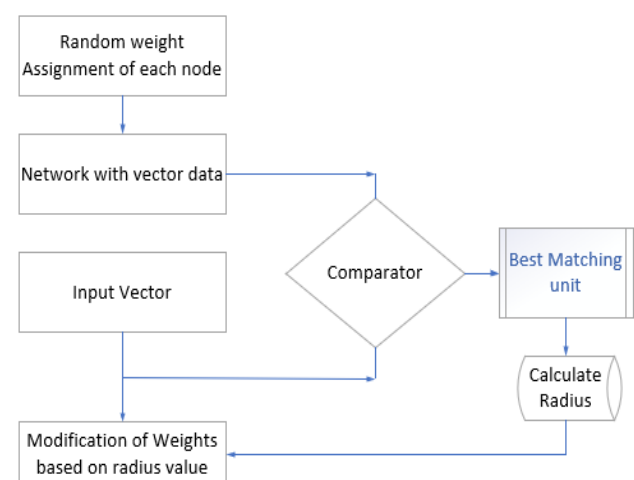 Random weight
Assignment of each node
Network with vector data
Input Vector
Comparator
Best Matching
unit
Calculate
Radius
Modification of Weights
based on radius value